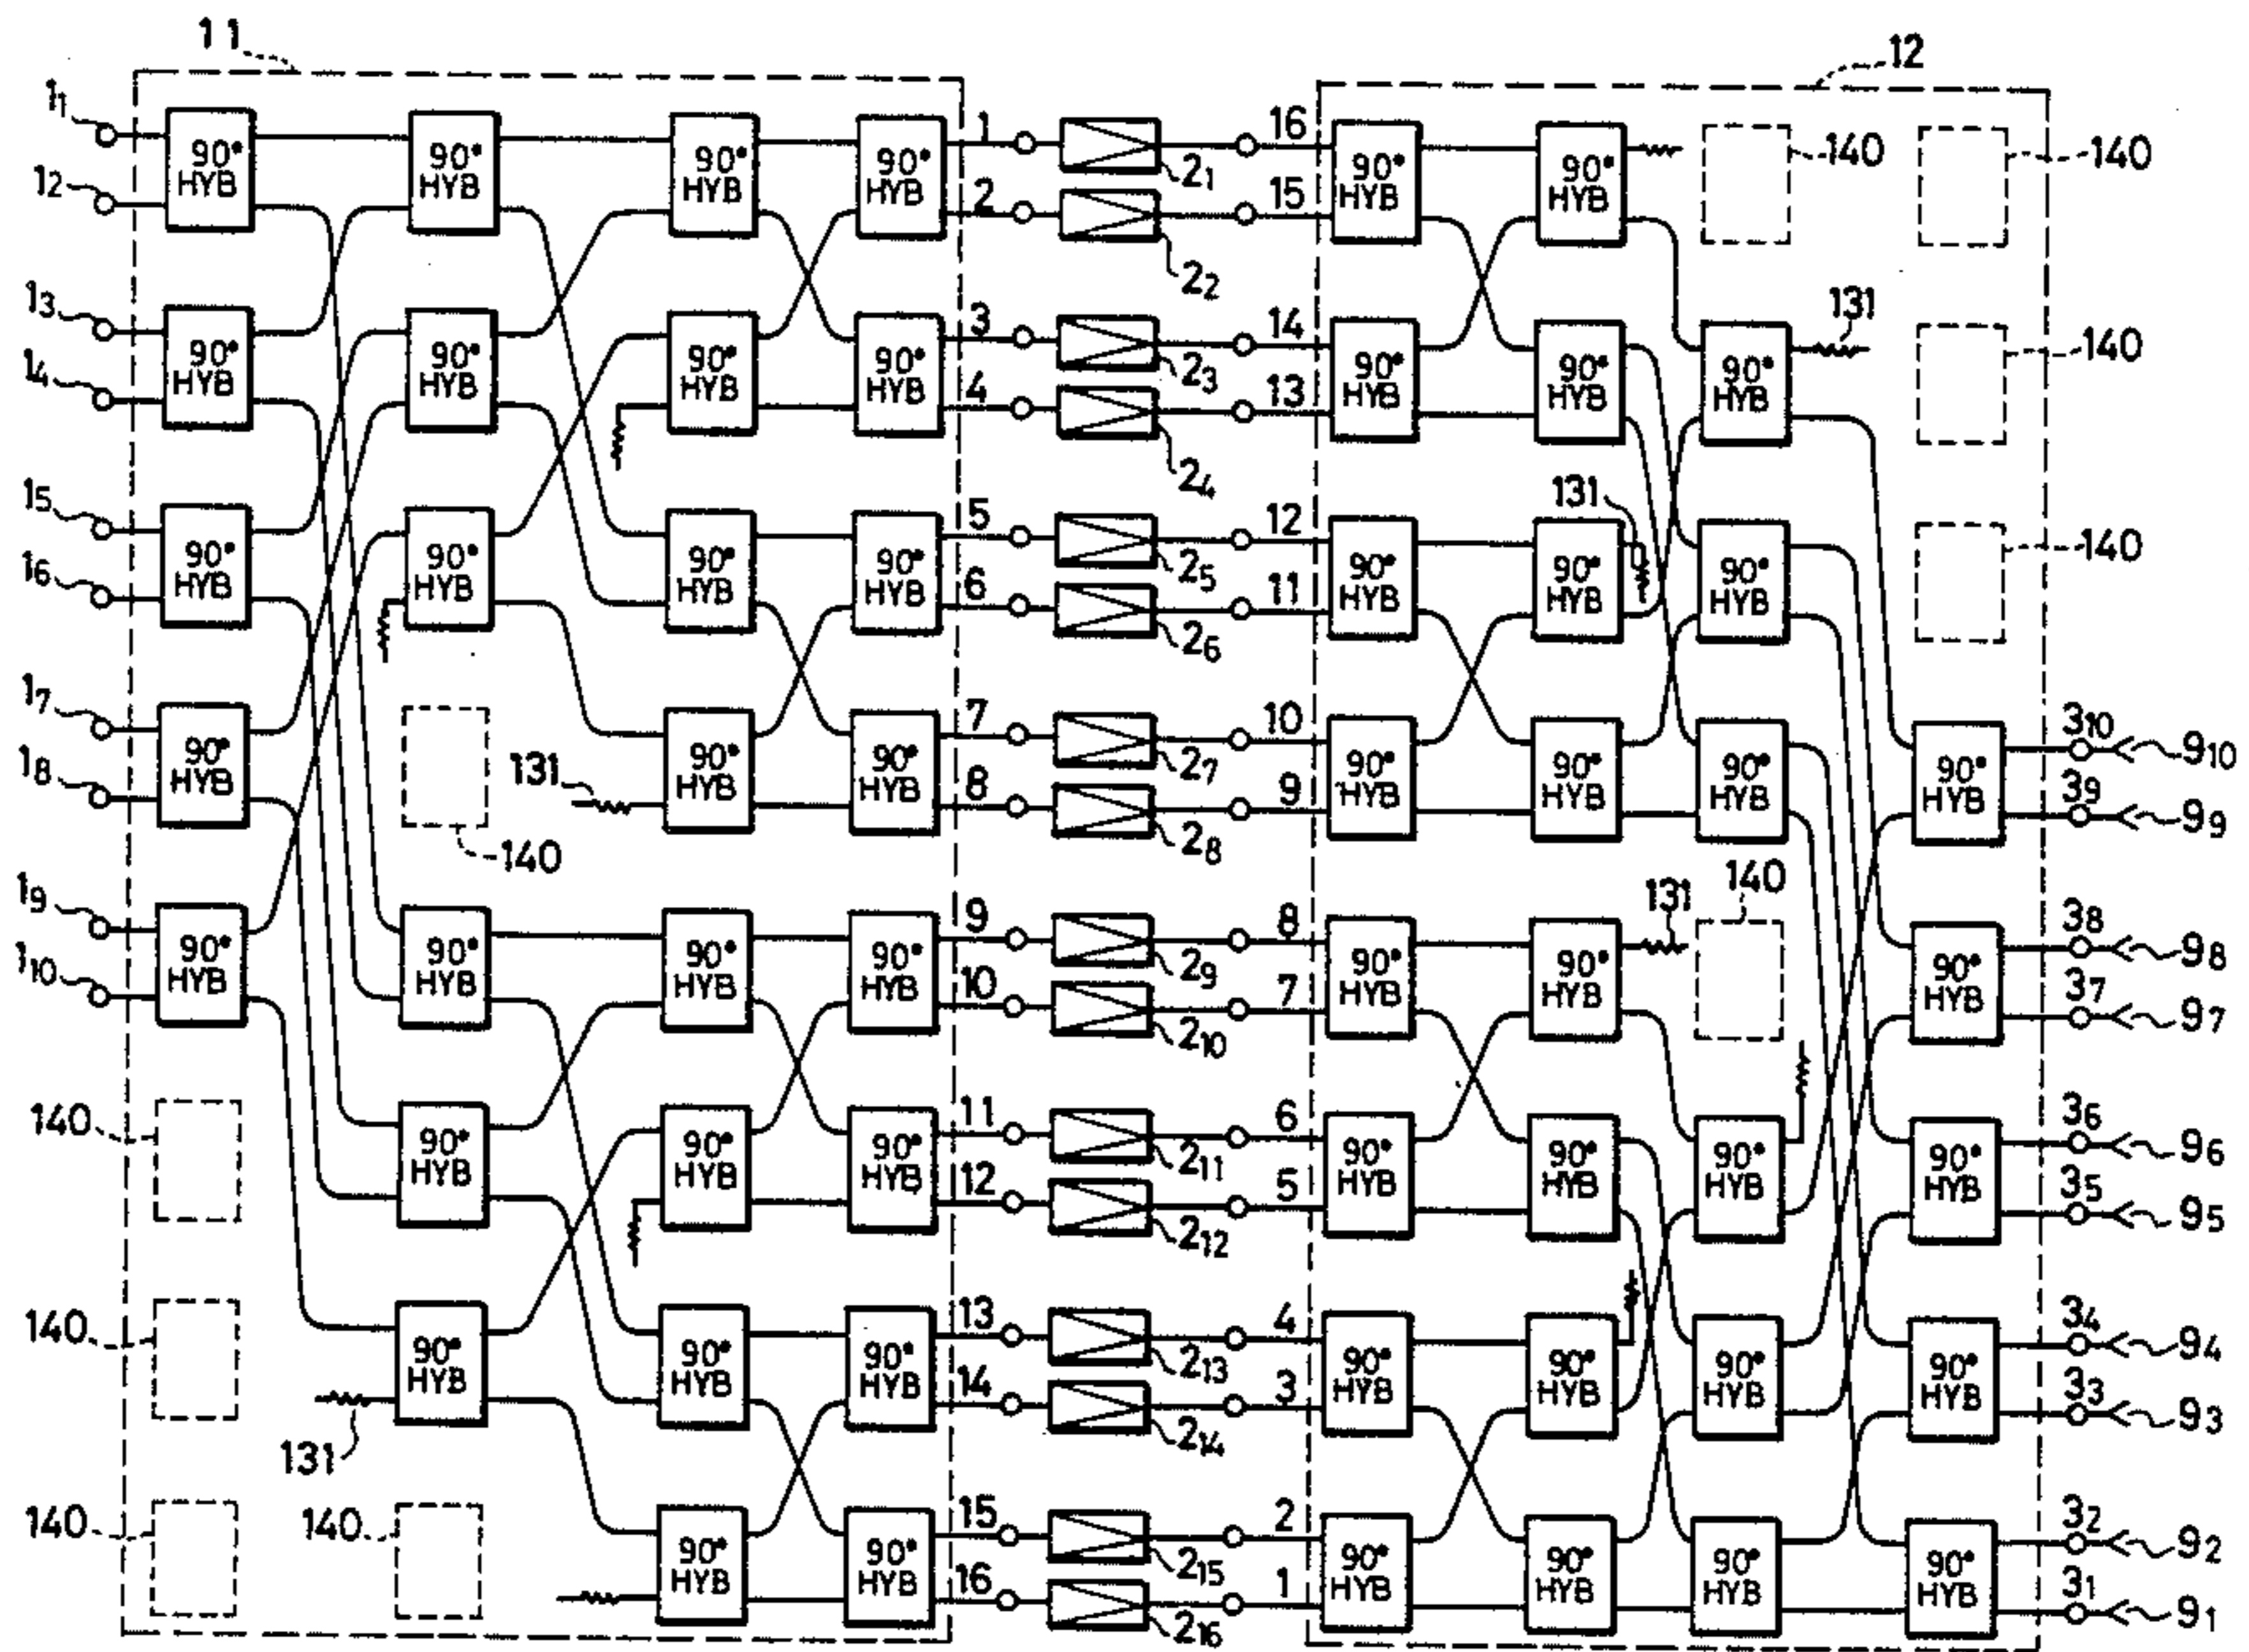 11 12
1₁ 1 16
90° 90° 90° 90° 90° 90° 140 140
HYB HYB HYB HYB 2₁ HYB HYB
1₂ 2 15
2₂
1₃ 3 14 131
90° 90° 90° 90° 2₃ 90° 90° 90° 140
HYB HYB HYB HYB HYB HYB HYB
1₄ 4 13
2₄ 131
1₅ 5 12
90° 90° 90° 90° 2₅ 90° 90° 90° 140
HYB HYB HYB HYB HYB HYB HYB
1₆ 6 11
2₆
1₇ 7 10 3₁₀ 9₁₀
90° 90° 90° 2₇ 90° 90° 90° 90°
HYB HYB HYB HYB HYB HYB HYB
1₈ 131 8 9 3₉ 9₉
140 2₈
131 140
1₉ 9 8 3₈ 9₈
90° 90° 90° 90° 2₉ 90° 90° 90°
HYB HYB HYB HYB HYB HYB HYB
1₁₀ 10 7 3₇ 9₇
2₁₀
140 11 6 3₆ 9₆
90° 90° 90° 2₁₁ 90° 90° 90° 90°
HYB HYB HYB HYB HYB HYB HYB
12 5 3₅ 9₅
2₁₂
140 13 4 3₄ 9₄
90° 90° 90° 2₁₃ 90° 90° 90° 90°
HYB HYB HYB HYB HYB HYB HYB
14 3 3₃ 9₃
131 2₁₄
140 140 15 2 3₂ 9₂
90° 90° 2₁₅ 90° 90° 90° 90°
HYB HYB HYB HYB HYB HYB
16 1 3₁ 9₁
2₁₆